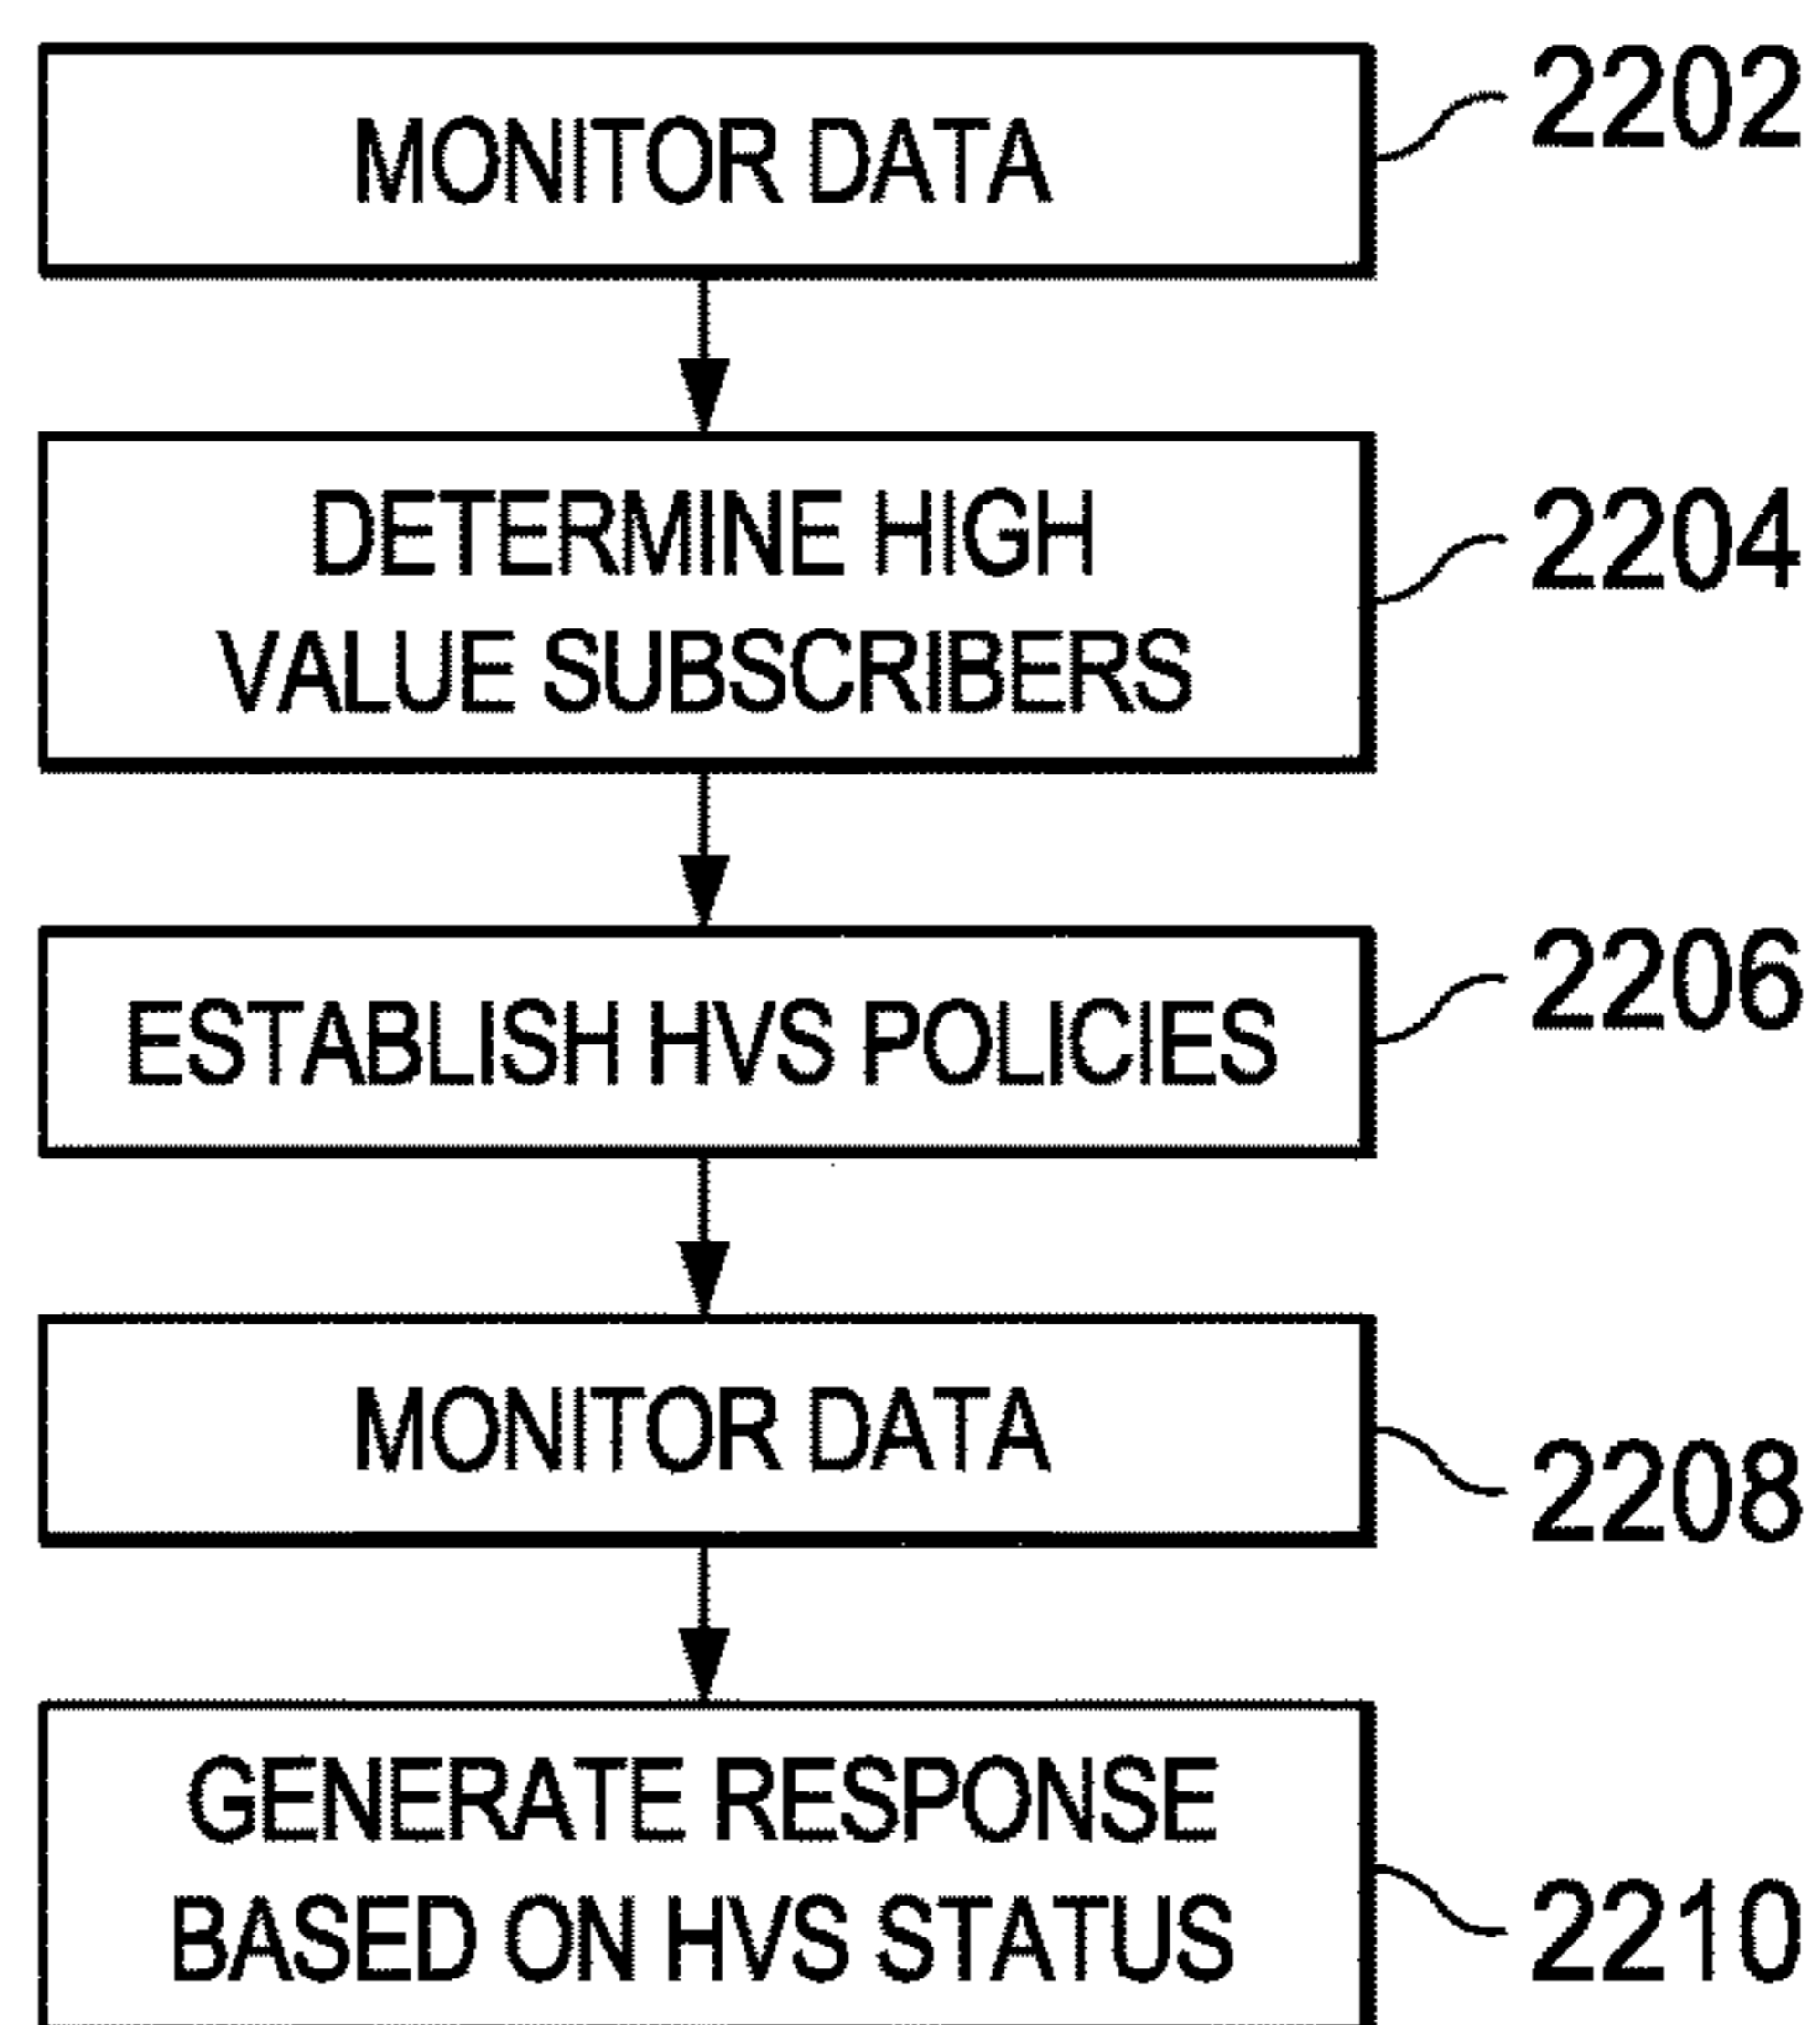 MONITOR DATA
2202
DETERMINE HIGH
VALUE SUBSCRIBERS
2204
ESTABLISH HVS POLICIES
2206
MONITOR DATA
2208
GENERATE RESPONSE
BASED ON HVS STATUS
2210